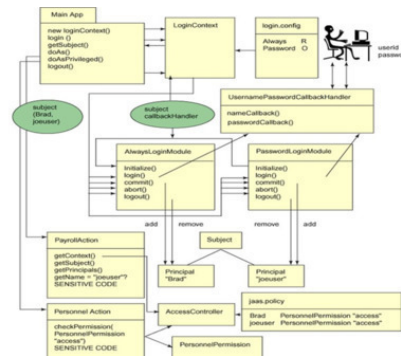 Main App
new loginContext()
login ()
getSubject()
doAs()
doAsPrivileged()
logout()
LoginContext
login.config
Always R
Password O
userid
passwor
subject
(Brad,
joeuser)
subject
callbackHandler
UsernamePasswordCallbackHandler
nameCallback()
passwordCallback()
AlwaysLoginModule
Initialize()
login()
commit()
abort()
logout()
PasswordLoginModule
Initialize()
login()
commit()
abort()
logout()
add
remove
remove
add
Subject
Principal
"Brad"
Principal
"joeuser"
PayrollAction
getContext()
getSubject()
getPrincipals()
getName = "joeuser"?
SENSITIVE CODE
Personnel Action
checkPermission(
PersonnelPermission
"access")
SENSITIVE CODE
AccessController
PersonnelPermission
jaas.policy
Brad PersonnelPermission "access"
joeuser PersonnelPermission "access"